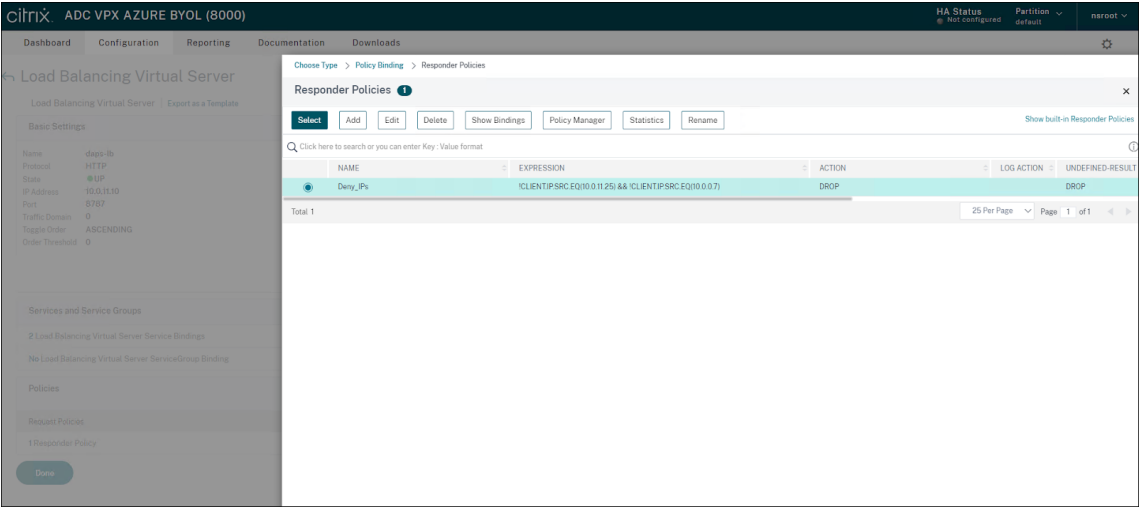 citrix. ADC VPX AZURE BYOL (8000)
HA Status
Not configured
Partition
default
nsroot
Dashboard Configuration Reporting Documentation Downloads
Load Balancing Virtual Server
Load Balancing Virtual Server | Export as a Template
Basic Settings
Name daps-lb
Protocol HTTP
State UP
IP Address 10.0.11.10
Port 9787
Traffic Domain 0
Toggle Order ASCENDING
Order Threshold 0
Services and Service Groups
2 Load Balancing Virtual Server Service Bindings
No Load Balancing Virtual Server ServiceGroup Binding
Policies
Request Policies
1 Responder Policy
Done
Choose Type > Policy Binding > Responder Policies
Responder Policies 1
Select Add Edit Delete Show Bindings Policy Manager Statistics Rename
Show built-in Responder Policies
Click here to search or you can enter Key : Value format
NAME EXPRESSION ACTION LOG ACTION UNDEFINED-RESULT
Deny_IPs !CLIENT.IP.SRC.EQ(10.0.11.25) && !CLIENT.IP.SRC.EQ(10.0.0.7) DROP DROP
Total 1
25 Per Page Page 1 of 1